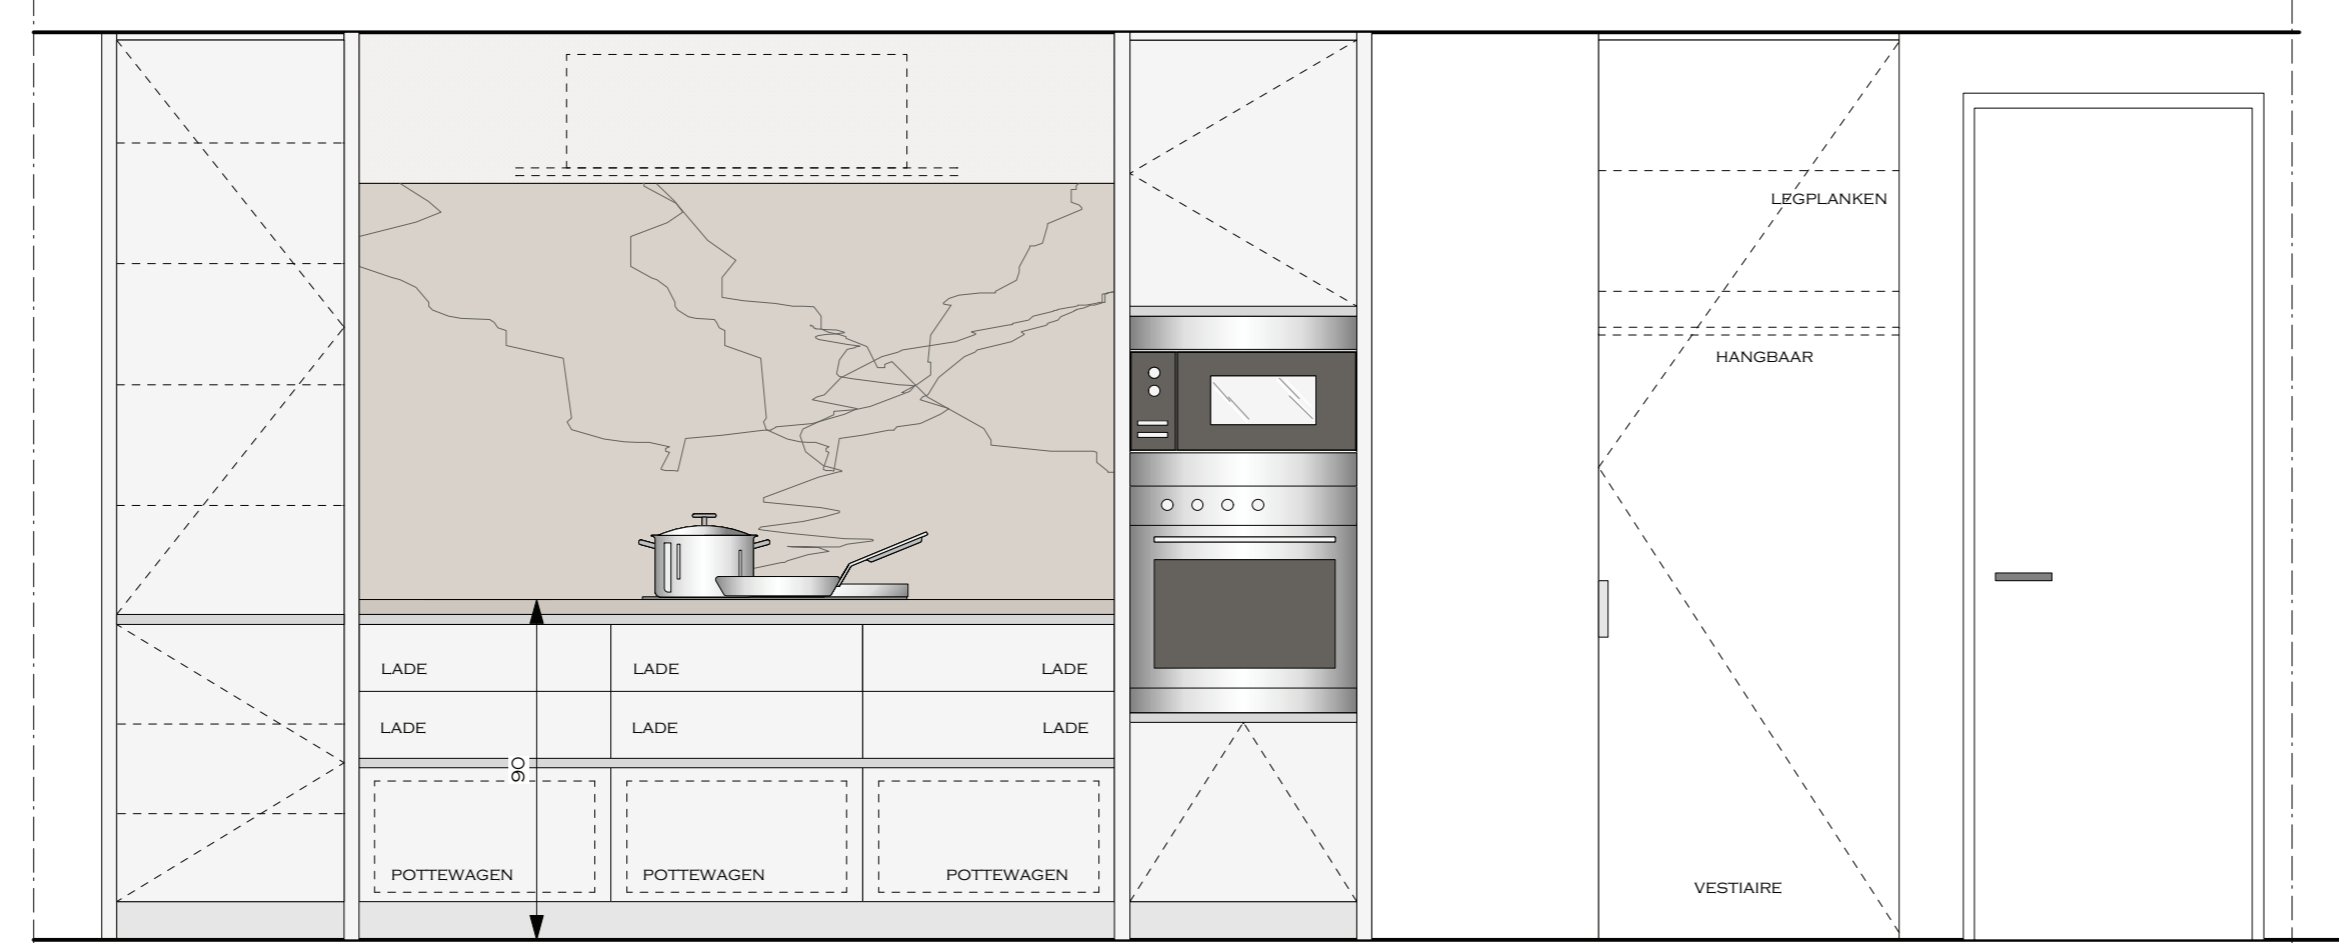 LEGPLANKEN
HANGBAAR
LADE LADE LADE
LADE LADE LADE
90
POTTEWAGEN POTTEWAGEN POTTEWAGEN
VESTIAIRE